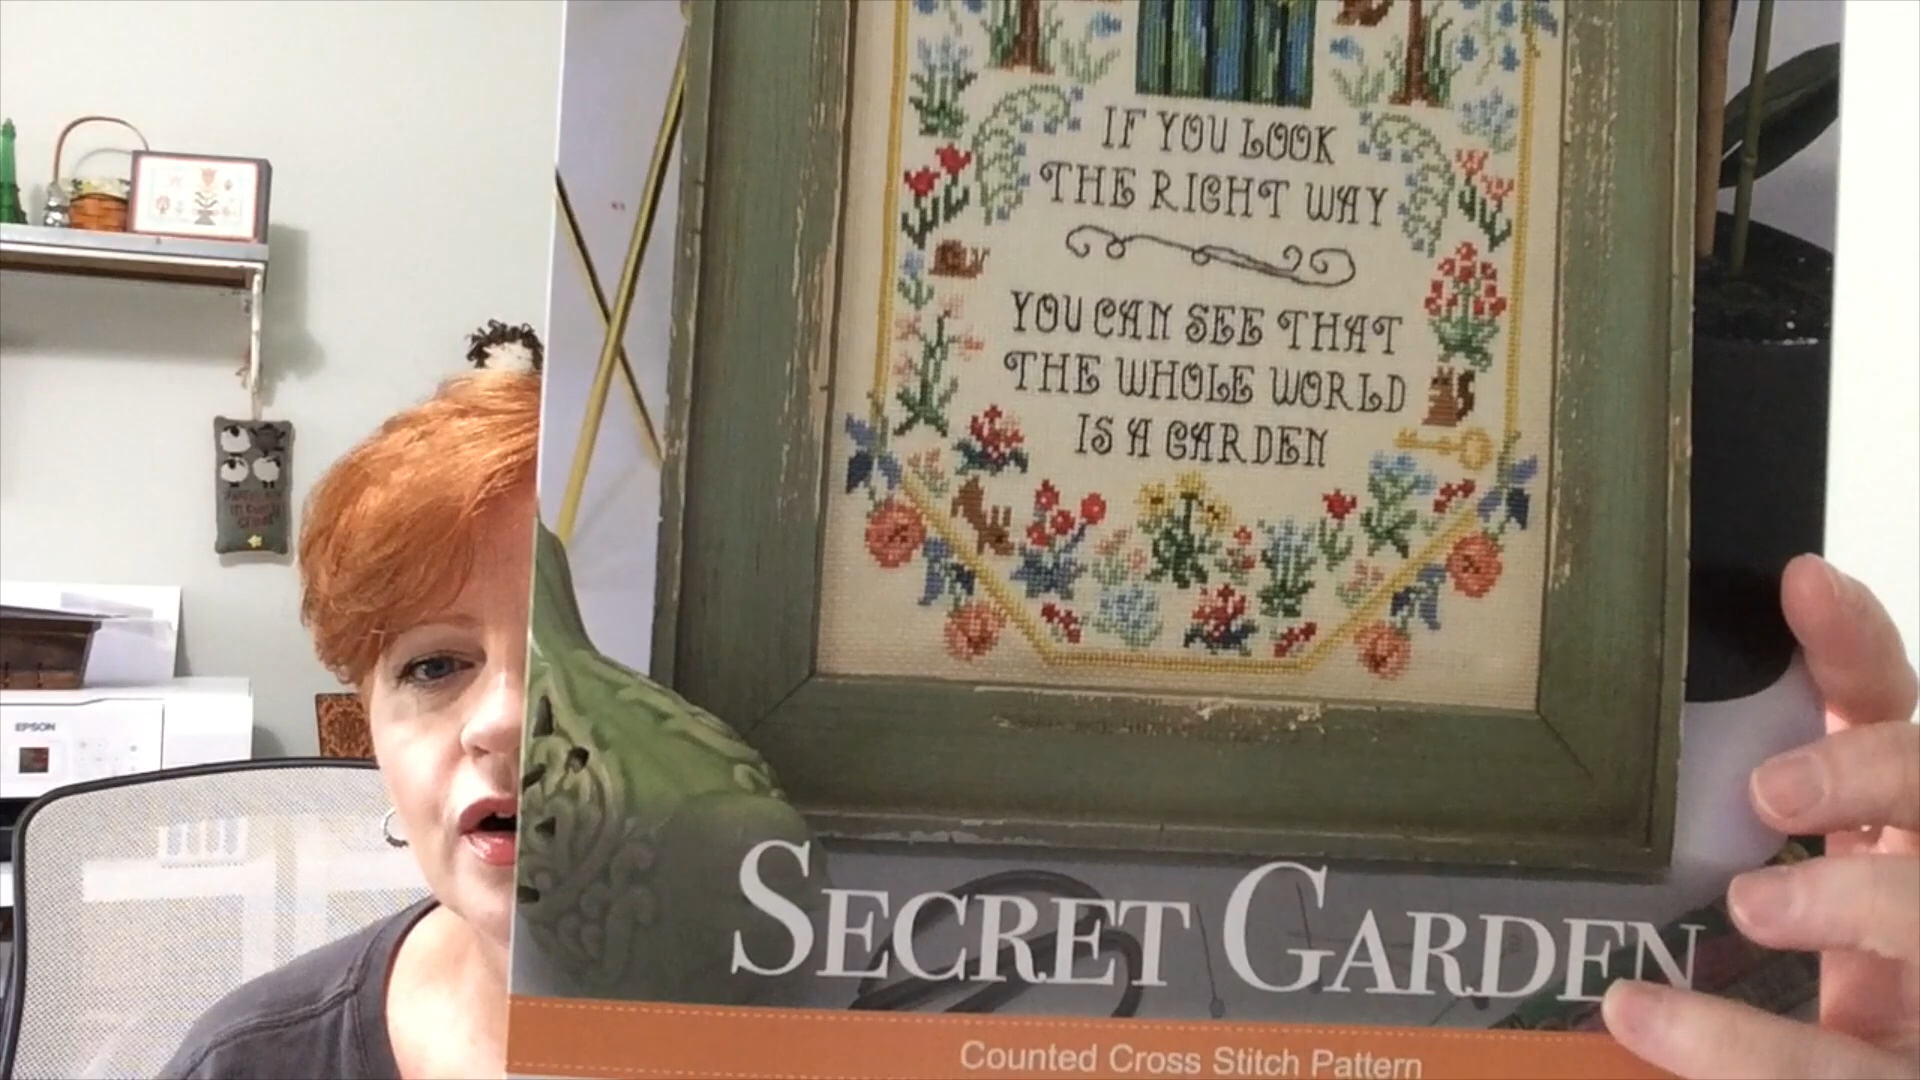 IF YOU LOOK
THE RIGHT WAY
YOU CAN SEE THAT
THE WHOLE WORLD
IS A GARDEN
EPSON
SECRET GARDEN
Counted Cross Stitch Pattern